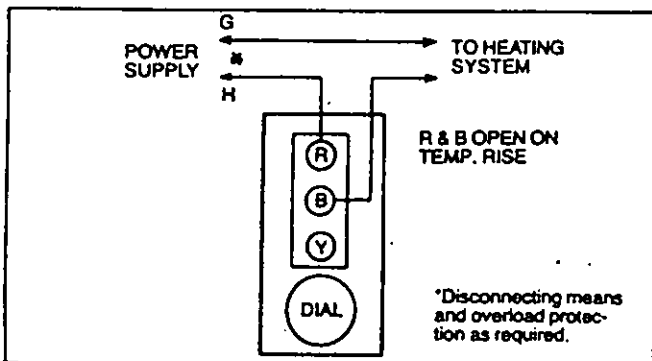 G
POWER
SUPPLY
*
H
TO HEATING
SYSTEM
R & B OPEN ON
TEMP. RISE
R
B
Y
DIAL
*Disconnecting means
and overload protec-
tion as required.